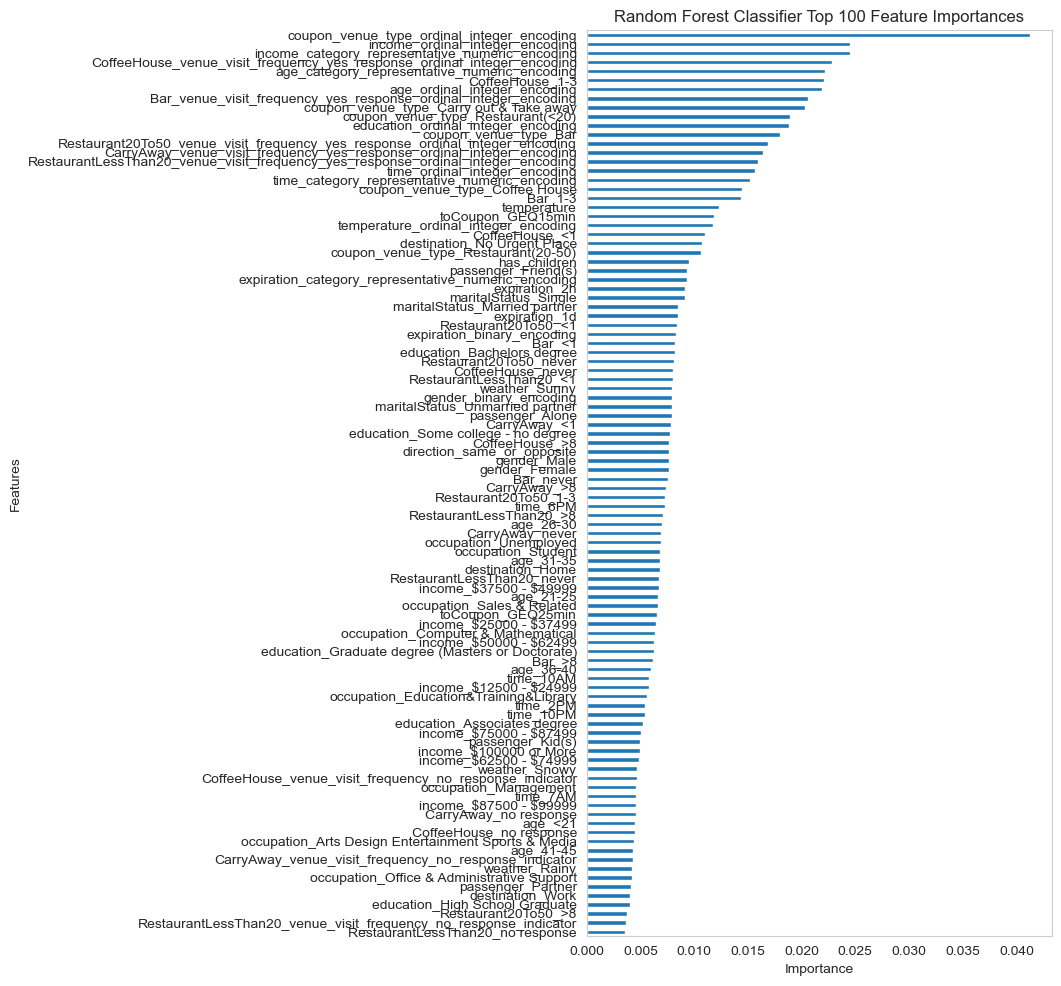 Random Forest Classifier Top 100 Feature Importances
coupon_venue_type_ordinal_integer_encoding
income_ordinal_integer_encoding
income_category_representative_numeric_encoding
CoffeeHouse_venue_visit_frequency_yes_response_ordinal_integer_encoding
age_category_representative_numeric_encoding
CoffeeHouse_1-3
age_ordinal_integer_encoding
Bar_venue_visit_frequency_yes_response_ordinal_integer_encoding
coupon_venue_type_Carry out & Take away
coupon_venue_type_Restaurant(<20)
education_ordinal_integer_encoding
coupon_venue_type_Bar
Restaurant20To50_venue_visit_frequency_yes_response_ordinal_integer_encoding
CarryAway_venue_visit_frequency_yes_response_ordinal_integer_encoding
RestaurantLessThan20_venue_visit_frequency_yes_response_ordinal_integer_encoding
time_ordinal_integer_encoding
time_category_representative_numeric_encoding
coupon_venue_type_Coffee House
Bar_1-3
temperature
toCoupon_GEQ15min
temperature_ordinal_integer_encoding
CoffeeHouse_<1
destination_No Urgent Place
coupon_venue_type_Restaurant(20-50)
has_children
passenger_Friend(s)
expiration_category_representative_numeric_encoding
expiration_2h
maritalStatus_Single
maritalStatus_Married partner
expiration_1d
Restaurant20To50_<1
expiration_binary_encoding
Bar_<1
education_Bachelors degree
Restaurant20To50_never
CoffeeHouse_never
RestaurantLessThan20_<1
weather_Sunny
gender_binary_encoding
maritalStatus_Unmarried partner
passenger_Alone
CarryAway_<1
education_Some college - no degree
CoffeeHouse_>8
direction_same_or_opposite
gender_Male
gender_Female
Bar_never
CarryAway_>8
Restaurant20To50_1-3
time_6PM
RestaurantLessThan20_>8
age_26-30
CarryAway_never
occupation_Unemployed
occupation_Student
age_31-35
destination_Home
RestaurantLessThan20_never
income_$37500 - $49999
age_21-25
occupation_Sales & Related
toCoupon_GEQ25min
income_$25000 - $37499
occupation_Computer & Mathematical
income_$50000 - $62499
education_Graduate degree (Masters or Doctorate)
Bar_>8
age_36-40
time_10AM
income_$12500 - $24999
occupation_Education&Training&Library
time_2PM
time_10PM
education_Associates degree
income_$75000 - $87499
passenger_Kid(s)
income_$100000 or More
income_$62500 - $74999
weather_Snowy
CoffeeHouse_venue_visit_frequency_no_response_indicator
occupation_Management
time_7AM
income_$87500 - $99999
CarryAway_no response
age_<21
CoffeeHouse_no response
occupation_Arts Design Entertainment Sports & Media
age_41-45
CarryAway_venue_visit_frequency_no_response_indicator
weather_Rainy
occupation_Office & Administrative Support
passenger_Partner
destination_Work
education_High School Graduate
Restaurant20To50_>8
RestaurantLessThan20_venue_visit_frequency_no_response_indicator
RestaurantLessThan20_no response
Features
0.000 0.005 0.010 0.015 0.020 0.025 0.030 0.035 0.040
Importance